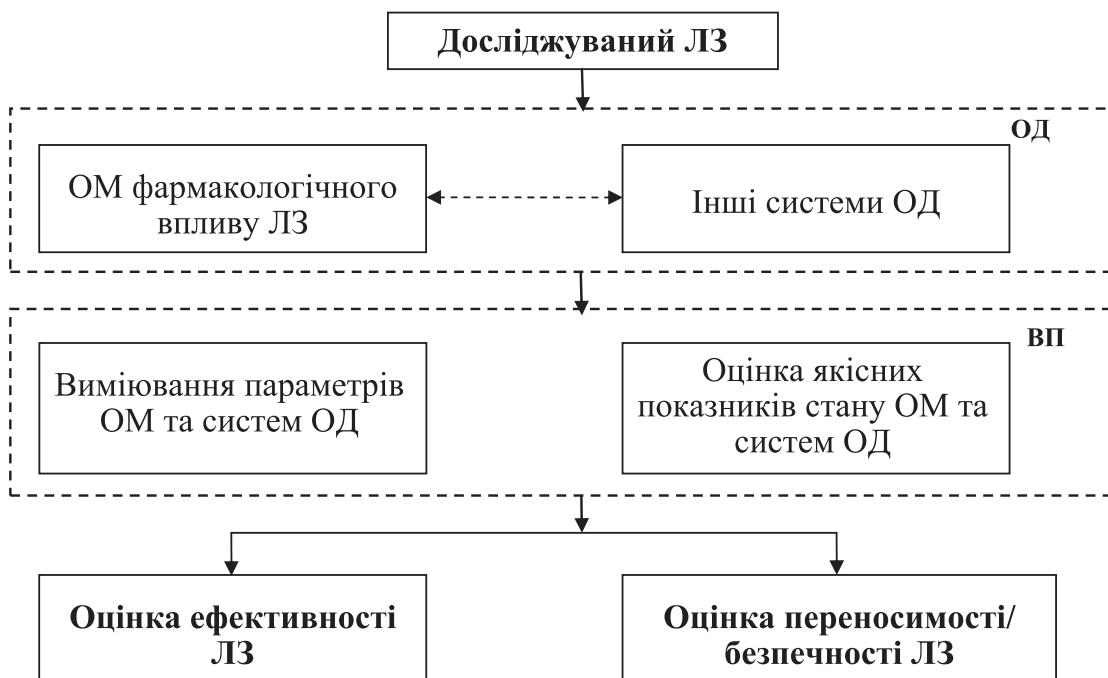 Досліджуваний ЛЗ
ОД
ОМ фармакологічного
впливу ЛЗ
Інші системи ОД
ВП
Виміювання параметрів
ОМ та систем ОД
Оцінка якісних
показників стану ОМ та
систем ОД
Оцінка ефективності
ЛЗ
Оцінка переносимості/
безпечності ЛЗ